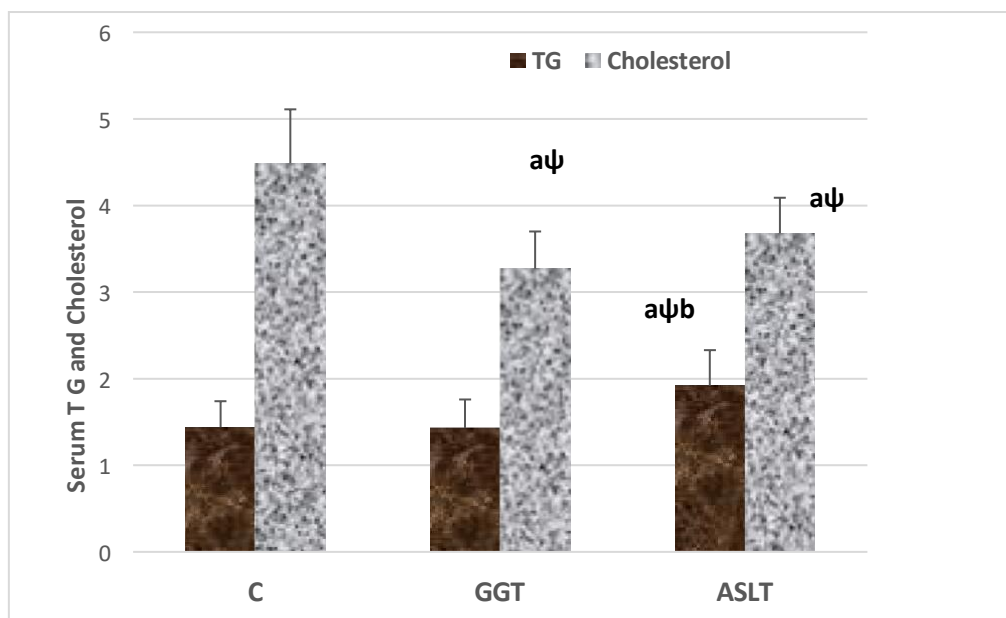 6
TG Cholesterol
5
aψ
4
aψ
3
aψb
2
1
0
Serum T G and Cholesterol
C GGT ASLT